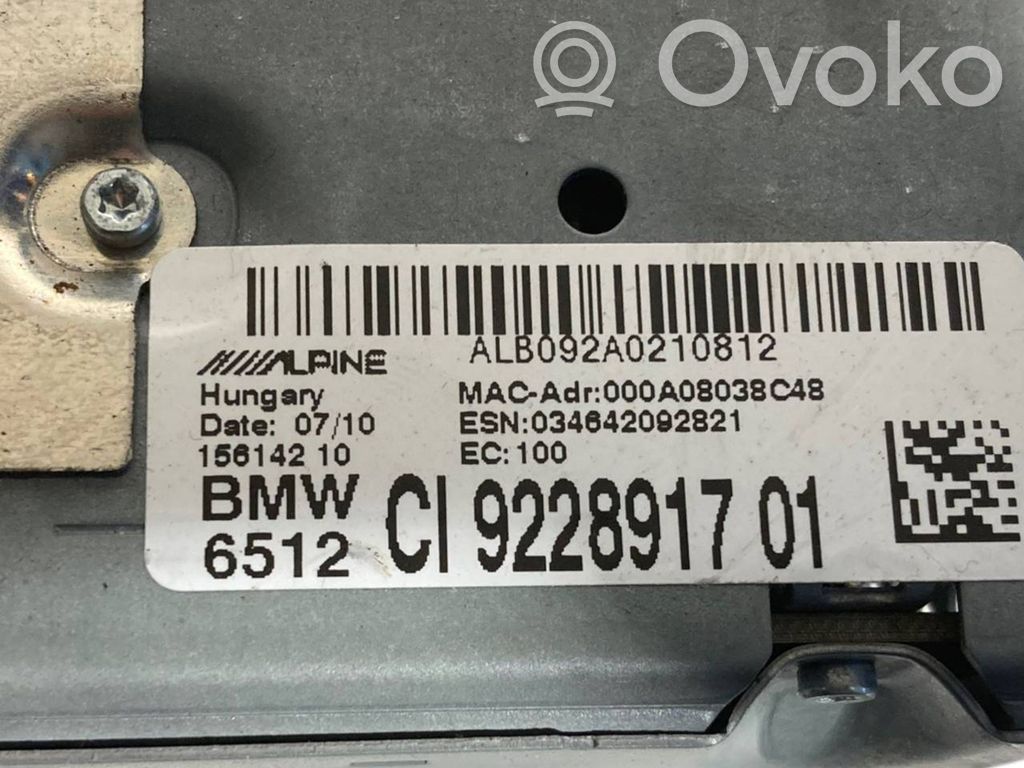 Ovoko
ALB092A0210812
ALPINE
Hungary
Date: 07/10
156142 10
MAC-Adr:000A08038C48
ESN:034642092821
EC:100
BMW
6512
CI 9228917 01